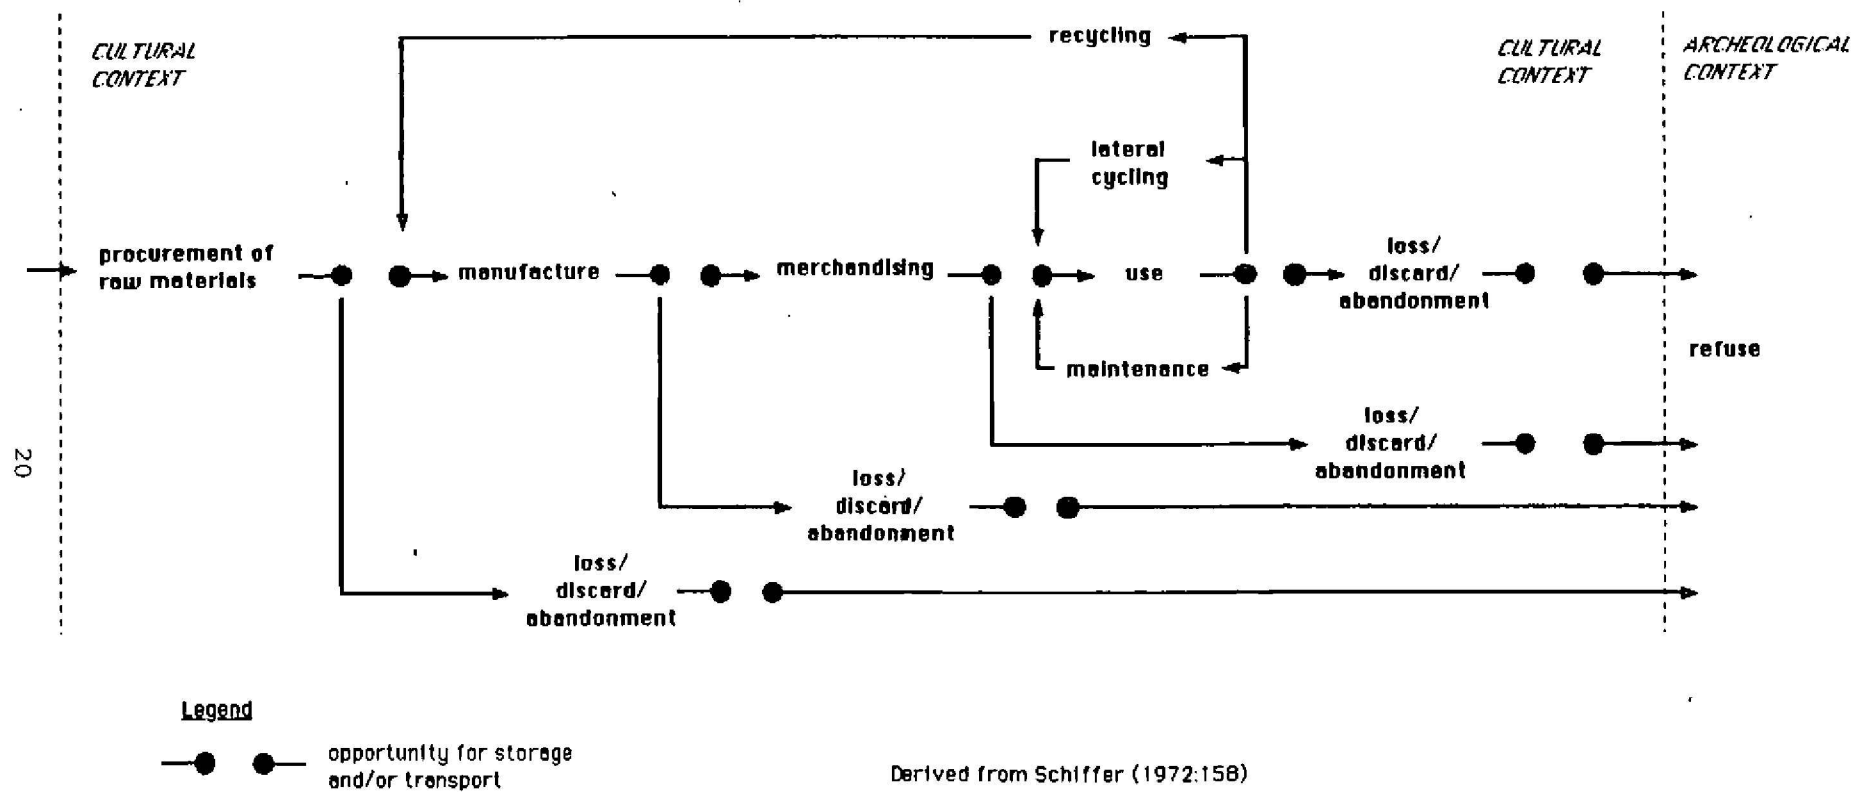 CULTURAL
CONTEXT
recycling
CULTURAL
CONTEXT
ARCHEOLOGICAL
CONTEXT
lateral
cycling
procurement of
raw materials
manufacture
merchandising
use
loss/
discard/
abandonment
maintenance
refuse
loss/
discard/
abandonment
loss/
discard/
abandonment
loss/
discard/
abandonment
20
Legend
opportunity for storage
and/or transport
Derived from Schiffer (1972:158)